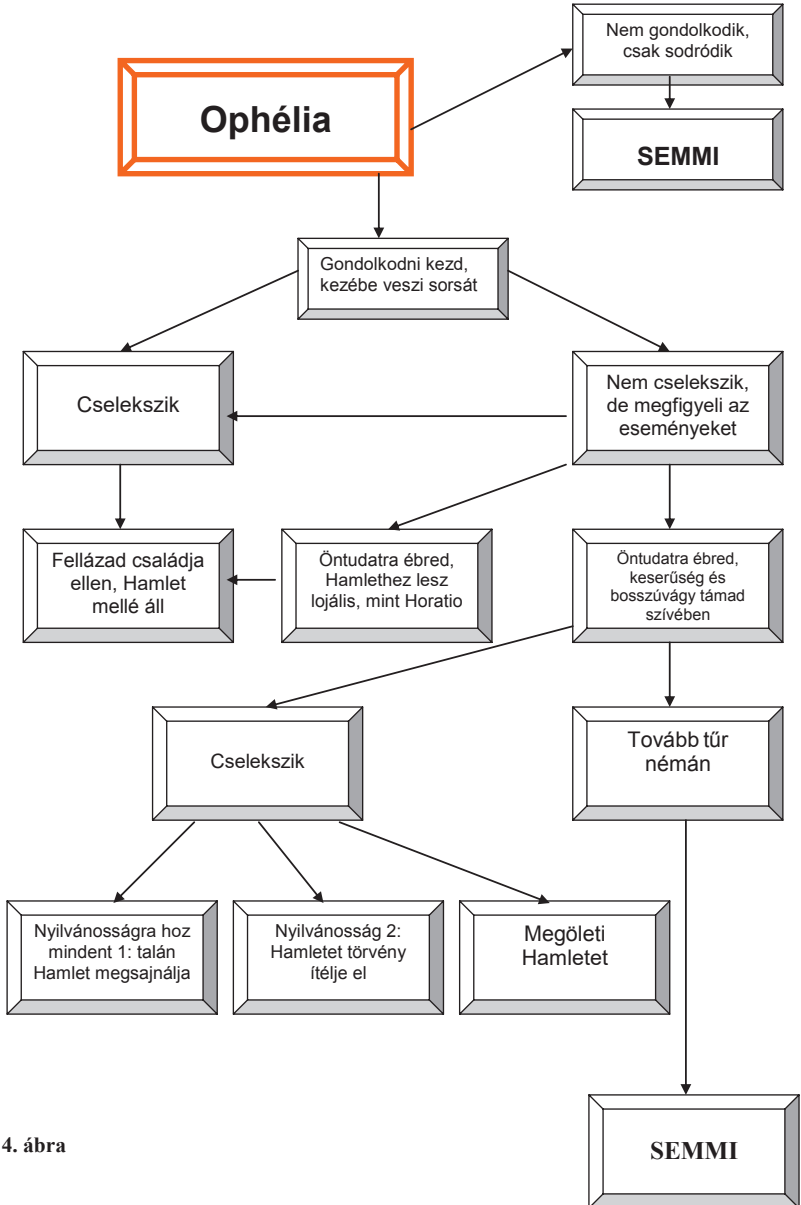 Nem gondolkodik,
csak sodródik
Ophélia
SEMMI
Gondolkodni kezd,
kezébe veszi sorsát
Cselekszik
Nem cselekszik,
de megfigyeli az
eseményeket
Fellázad családja
ellen, Hamlet
mellé áll
Öntudatra ébred,
Hamlethez lesz
lojális, mint Horatio
Öntudatra ébred,
keserűség és
bosszúvágy támad
szívében
Cselekszik
Tovább tűr
némán
Nyilvánosságra hoz
mindent 1: talán
Hamlet megsajnálja
Nyilvánosság 2:
Hamletet törvény
ítélje el
Megöleti
Hamletet
4. ábra
SEMMI